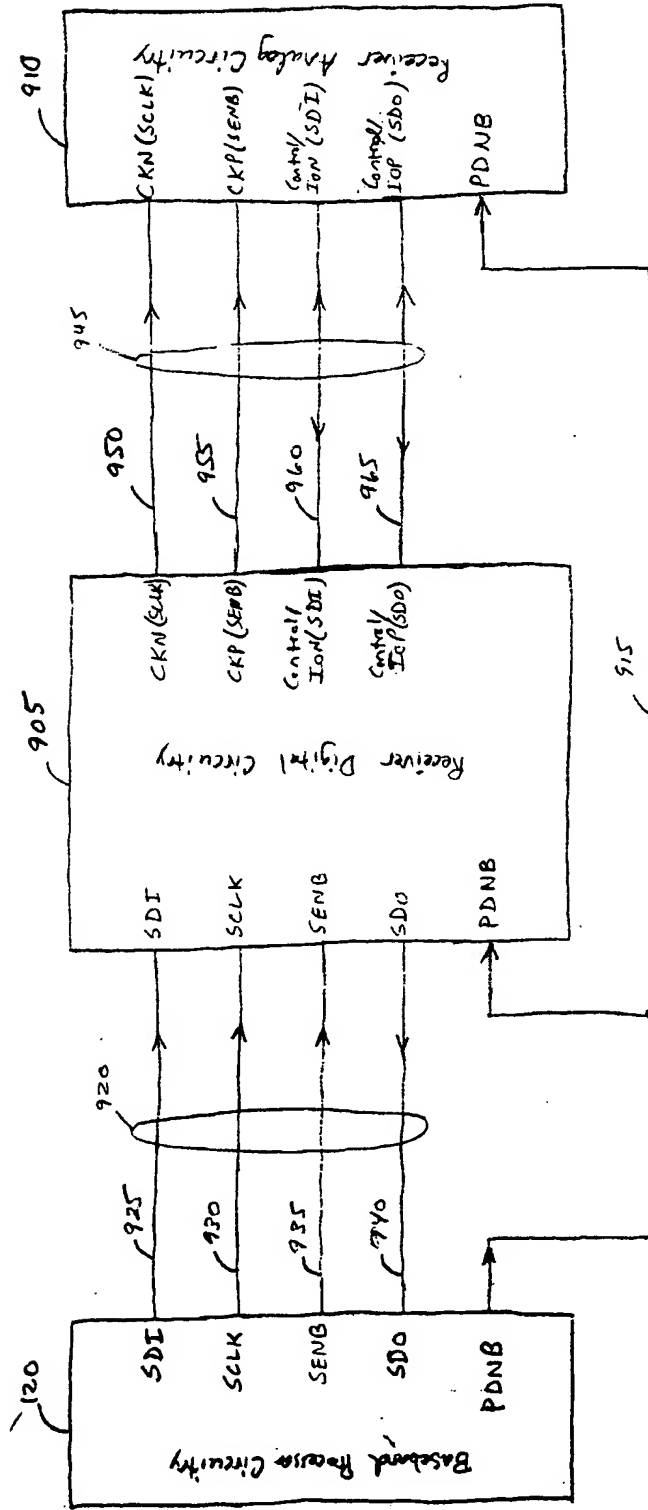 120
Baseband Processor Circuitry
SDI
SCLK
SENB
SDO
PDNB
925
930
935
940
920
905
SDI
SCLK
SENB
SDO
PDNB
Receiver Digital Circuitry
CKN(SCLK)
CKP(SENB)
Control/
ION(SDI)
Control/
IOP(SDO)
915
950
955
960
965
945
910
CKN(SCLK)
CKP(SENB)
Control/
ION(SDI)
Control/
IOP(SDO)
PDNB
Receiver Analog Circuitry